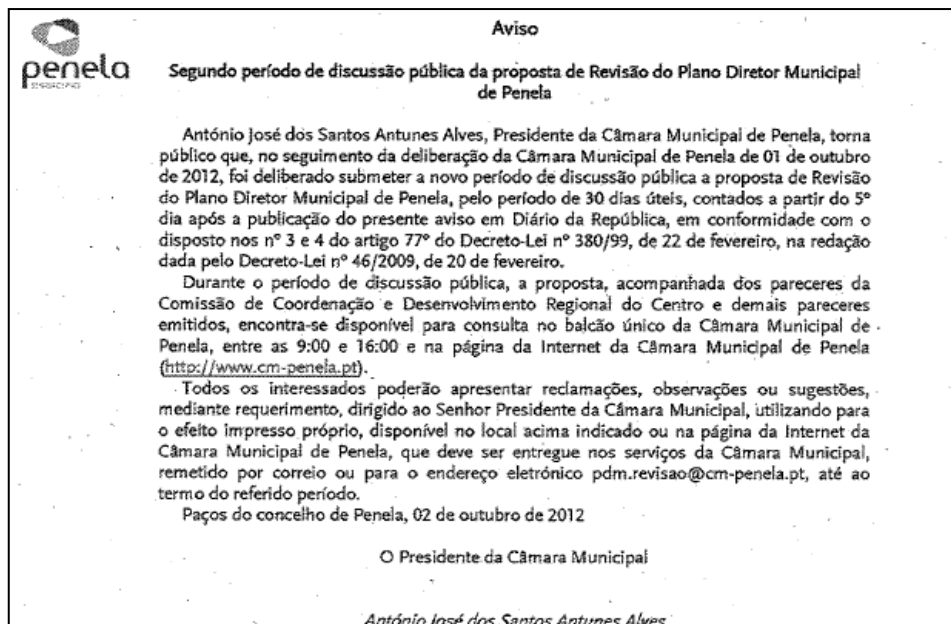 Aviso
penela
Segundo período de discussão pública da proposta de Revisão do Plano Diretor Municipal
de Penela
António José dos Santos Antunes Alves, Presidente da Câmara Municipal de Penela, torna
público que, no seguimento da deliberação da Câmara Municipal de Penela de 01 de outubro
de 2012, foi deliberado submeter a novo período de discussão pública a proposta de Revisão
do Plano Diretor Municipal de Penela, pelo período de 30 dias úteis, contados a partir do 5º
dia após a publicação do presente aviso em Diário da República, em conformidade com o
disposto nos nº 3 e 4 do artigo 77º do Decreto-Lei nº 380/99, de 22 de fevereiro, na redação
dada pelo Decreto-Lei nº 46/2009, de 20 de fevereiro.
Durante o período de discussão pública, a proposta, acompanhada dos pareceres da
Comissão de Coordenação e Desenvolvimento Regional do Centro e demais pareceres
emitidos, encontra-se disponível para consulta no balcão único da Câmara Municipal de
Penela, entre as 9:00 e 16:00 e na página da Internet da Câmara Municipal de Penela
(http://www.cm-penela.pt).
Todos os interessados poderão apresentar reclamações, observações ou sugestões,
mediante requerimento, dirigido ao Senhor Presidente da Câmara Municipal, utilizando para
o efeito impresso próprio, disponível no local acima indicado ou na página da Internet da
Câmara Municipal de Penela, que deve ser entregue nos serviços da Câmara Municipal,
remetido por correio ou para o endereço eletrónico pdm.revisao@cm-penela.pt, até ao
termo do referido período.
Paços do concelho de Penela, 02 de outubro de 2012
O Presidente da Câmara Municipal
António José dos Santos Antunes Alves